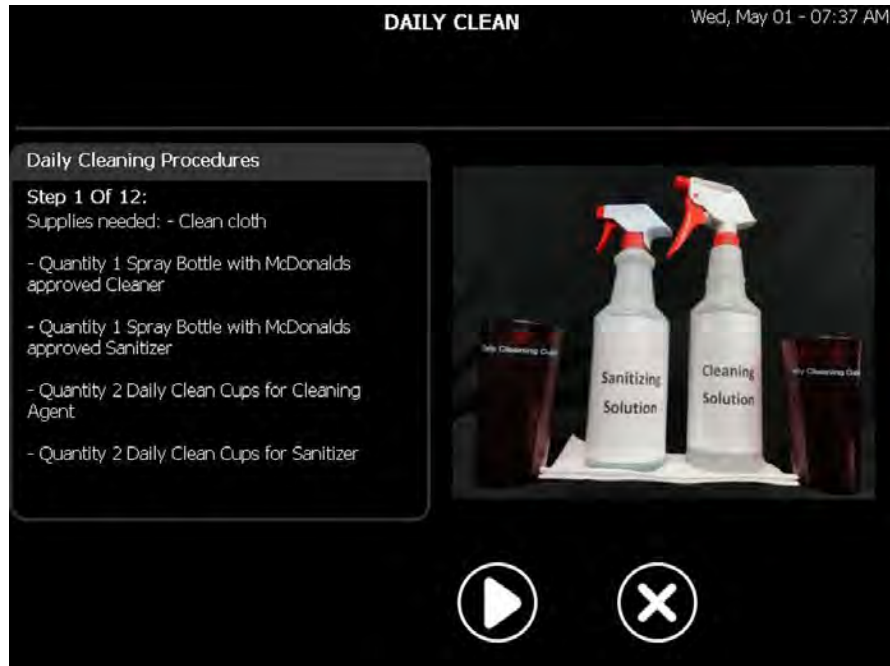 DAILY CLEAN
Wed, May 01 - 07:37 AM
Daily Cleaning Procedures
Step 1 Of 12:
Supplies needed: - Clean cloth
- Quantity 1 Spray Bottle with McDonalds
approved Cleaner
- Quantity 1 Spray Bottle with McDonalds
approved Sanitizer
- Quantity 2 Daily Clean Cups for Cleaning
Agent
- Quantity 2 Daily Clean Cups for Sanitizer
Cleaning
Sanitizing
Solution
Cleaning
Solution
Cleaning